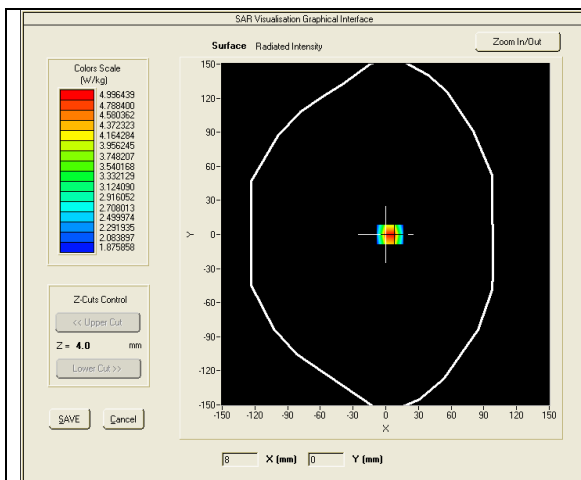 SAR Visualisation Graphical Interface
Surface Radiated Intensity
Zoom In/Out
Colors Scale
(W/kg)
4.996439
4.788400
4.580362
4.372323
4.164284
3.956245
3.748207
3.540168
3.332129
3.124090
2.916052
2.708013
2.499974
2.291935
2.083897
1.875858
Z-Cuts Control
<< Upper Cut
Z = 4.0 mm
Lower Cut >>
SAVE Cancel
150
120
90
60
30
0
-30
-60
-90
-120
-150
Y
-150 -120 -90 -60 -30 0 30 60 90 120 150
X
8 X (mm) 0 Y (mm)